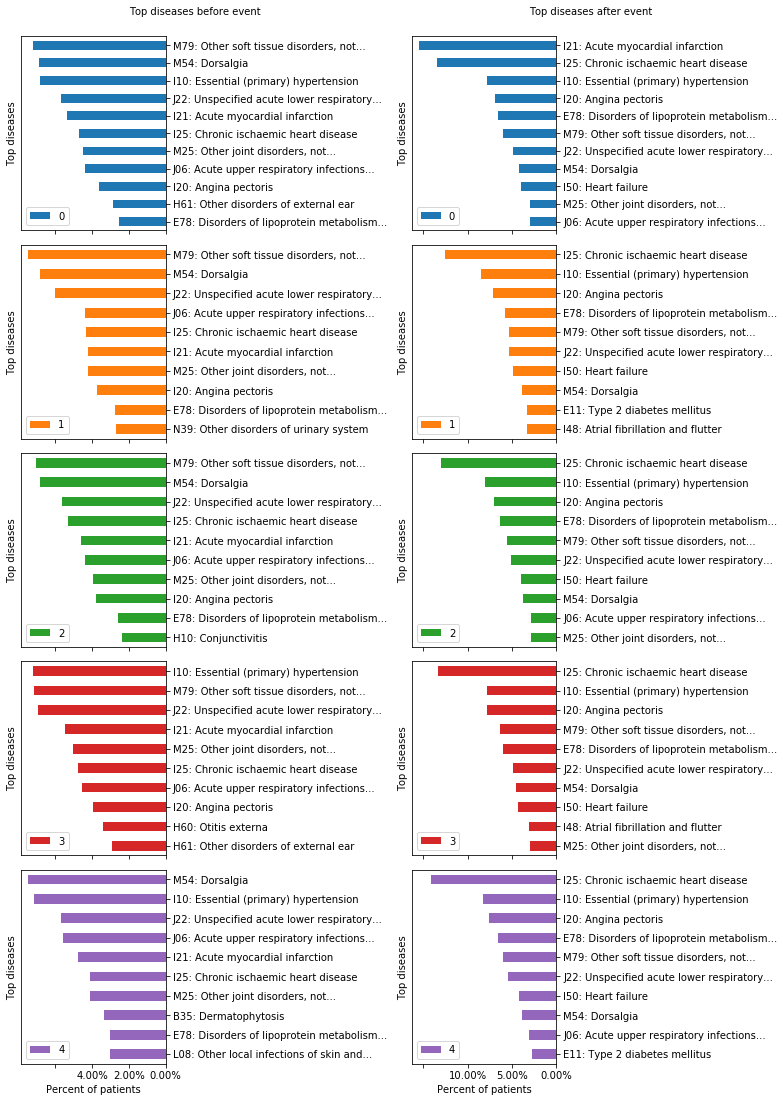 Top diseases before event
Top diseases
M79: Other soft tissue disorders, not...
M54: Dorsalgia
I10: Essential (primary) hypertension
J22: Unspecified acute lower respiratory...
I21: Acute myocardial infarction
I25: Chronic ischaemic heart disease
M25: Other joint disorders, not...
J06: Acute upper respiratory infections...
I20: Angina pectoris
H61: Other disorders of external ear
E78: Disorders of lipoprotein metabolism...
0
Top diseases
M79: Other soft tissue disorders, not...
M54: Dorsalgia
J22: Unspecified acute lower respiratory...
J06: Acute upper respiratory infections...
I25: Chronic ischaemic heart disease
I21: Acute myocardial infarction
M25: Other joint disorders, not...
I20: Angina pectoris
E78: Disorders of lipoprotein metabolism...
N39: Other disorders of urinary system
1
Top diseases
M79: Other soft tissue disorders, not...
M54: Dorsalgia
J22: Unspecified acute lower respiratory...
I25: Chronic ischaemic heart disease
I21: Acute myocardial infarction
J06: Acute upper respiratory infections...
M25: Other joint disorders, not...
I20: Angina pectoris
E78: Disorders of lipoprotein metabolism...
H10: Conjunctivitis
2
Top diseases
I10: Essential (primary) hypertension
M79: Other soft tissue disorders, not...
J22: Unspecified acute lower respiratory...
I21: Acute myocardial infarction
M25: Other joint disorders, not...
I25: Chronic ischaemic heart disease
J06: Acute upper respiratory infections...
I20: Angina pectoris
H60: Otitis externa
H61: Other disorders of external ear
3
Top diseases
M54: Dorsalgia
I10: Essential (primary) hypertension
J22: Unspecified acute lower respiratory...
J06: Acute upper respiratory infections...
I21: Acute myocardial infarction
I25: Chronic ischaemic heart disease
M25: Other joint disorders, not...
B35: Dermatophytosis
E78: Disorders of lipoprotein metabolism...
L08: Other local infections of skin and...
4
4.00% 2.00% 0.00%
Percent of patients
Top diseases after event
Top diseases
I21: Acute myocardial infarction
I25: Chronic ischaemic heart disease
I10: Essential (primary) hypertension
I20: Angina pectoris
E78: Disorders of lipoprotein metabolism...
M79: Other soft tissue disorders, not...
J22: Unspecified acute lower respiratory...
M54: Dorsalgia
I50: Heart failure
M25: Other joint disorders, not...
J06: Acute upper respiratory infections...
0
Top diseases
I25: Chronic ischaemic heart disease
I10: Essential (primary) hypertension
I20: Angina pectoris
E78: Disorders of lipoprotein metabolism...
M79: Other soft tissue disorders, not...
J22: Unspecified acute lower respiratory...
I50: Heart failure
M54: Dorsalgia
E11: Type 2 diabetes mellitus
I48: Atrial fibrillation and flutter
1
Top diseases
I25: Chronic ischaemic heart disease
I10: Essential (primary) hypertension
I20: Angina pectoris
E78: Disorders of lipoprotein metabolism...
M79: Other soft tissue disorders, not...
J22: Unspecified acute lower respiratory...
I50: Heart failure
M54: Dorsalgia
J06: Acute upper respiratory infections...
M25: Other joint disorders, not...
2
Top diseases
I25: Chronic ischaemic heart disease
I10: Essential (primary) hypertension
I20: Angina pectoris
M79: Other soft tissue disorders, not...
E78: Disorders of lipoprotein metabolism...
J22: Unspecified acute lower respiratory...
M54: Dorsalgia
I50: Heart failure
I48: Atrial fibrillation and flutter
M25: Other joint disorders, not...
3
Top diseases
I25: Chronic ischaemic heart disease
I10: Essential (primary) hypertension
I20: Angina pectoris
E78: Disorders of lipoprotein metabolism...
M79: Other soft tissue disorders, not...
J22: Unspecified acute lower respiratory...
I50: Heart failure
M54: Dorsalgia
J06: Acute upper respiratory infections...
E11: Type 2 diabetes mellitus
4
10.00% 5.00% 0.00%
Percent of patients